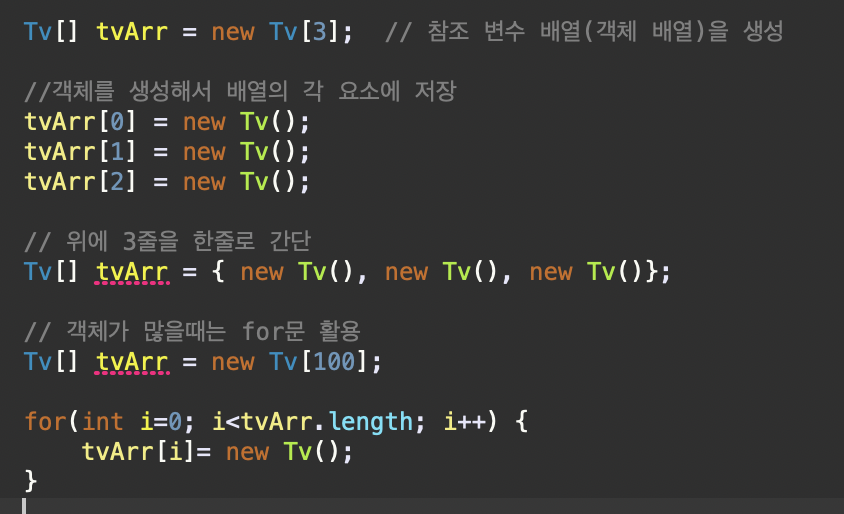 Tv[] tvArr = new Tv[3];  // 참조 변수 배열(객체 배열)을 생성
//객체를 생성해서 배열의 각 요소에 저장
tvArr[0] = new Tv();
tvArr[1] = new Tv();
tvArr[2] = new Tv();
// 위에 3줄을 한줄로 간단
Tv[] tvArr = { new Tv(), new Tv(), new Tv()};
// 객체가 많을때는 for문 활용
Tv[] tvArr = new Tv[100];
for(int i=0; i<tvArr.length; i++) {
    tvArr[i]= new Tv();
}